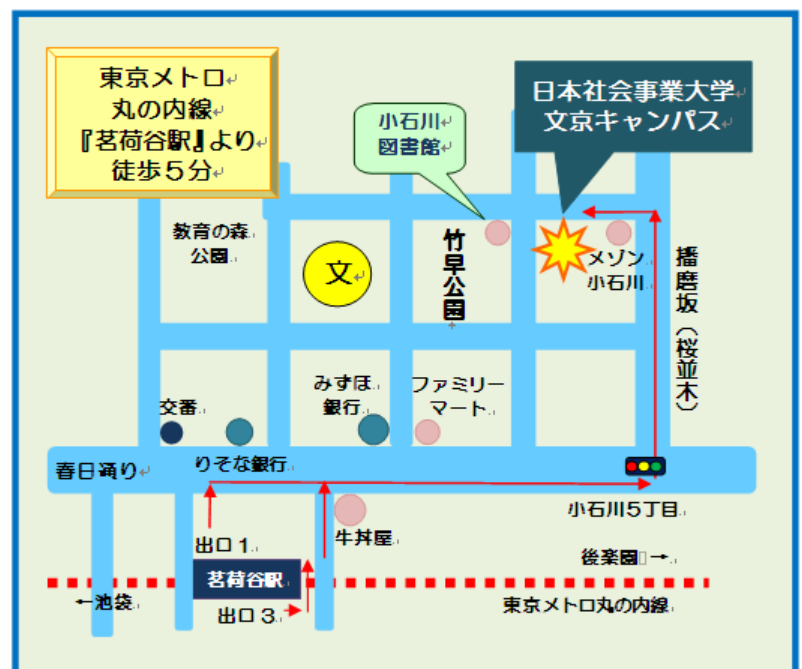 東京メトロ
丸の内線
『茗荷谷駅』より
徒歩5分
日本社会事業大学
文京キャンパス
小石川
図書館
教育の森
公園
文
竹早公園
メゾン
小石川
播磨坂(桜並木)
みずほ
銀行
ファミリー
マート
交番
りそな銀行
春日通り
小石川5丁目
牛丼屋
出口1
後楽園 →
茗荷谷駅
←池袋
出口3
東京メトロ丸の内線